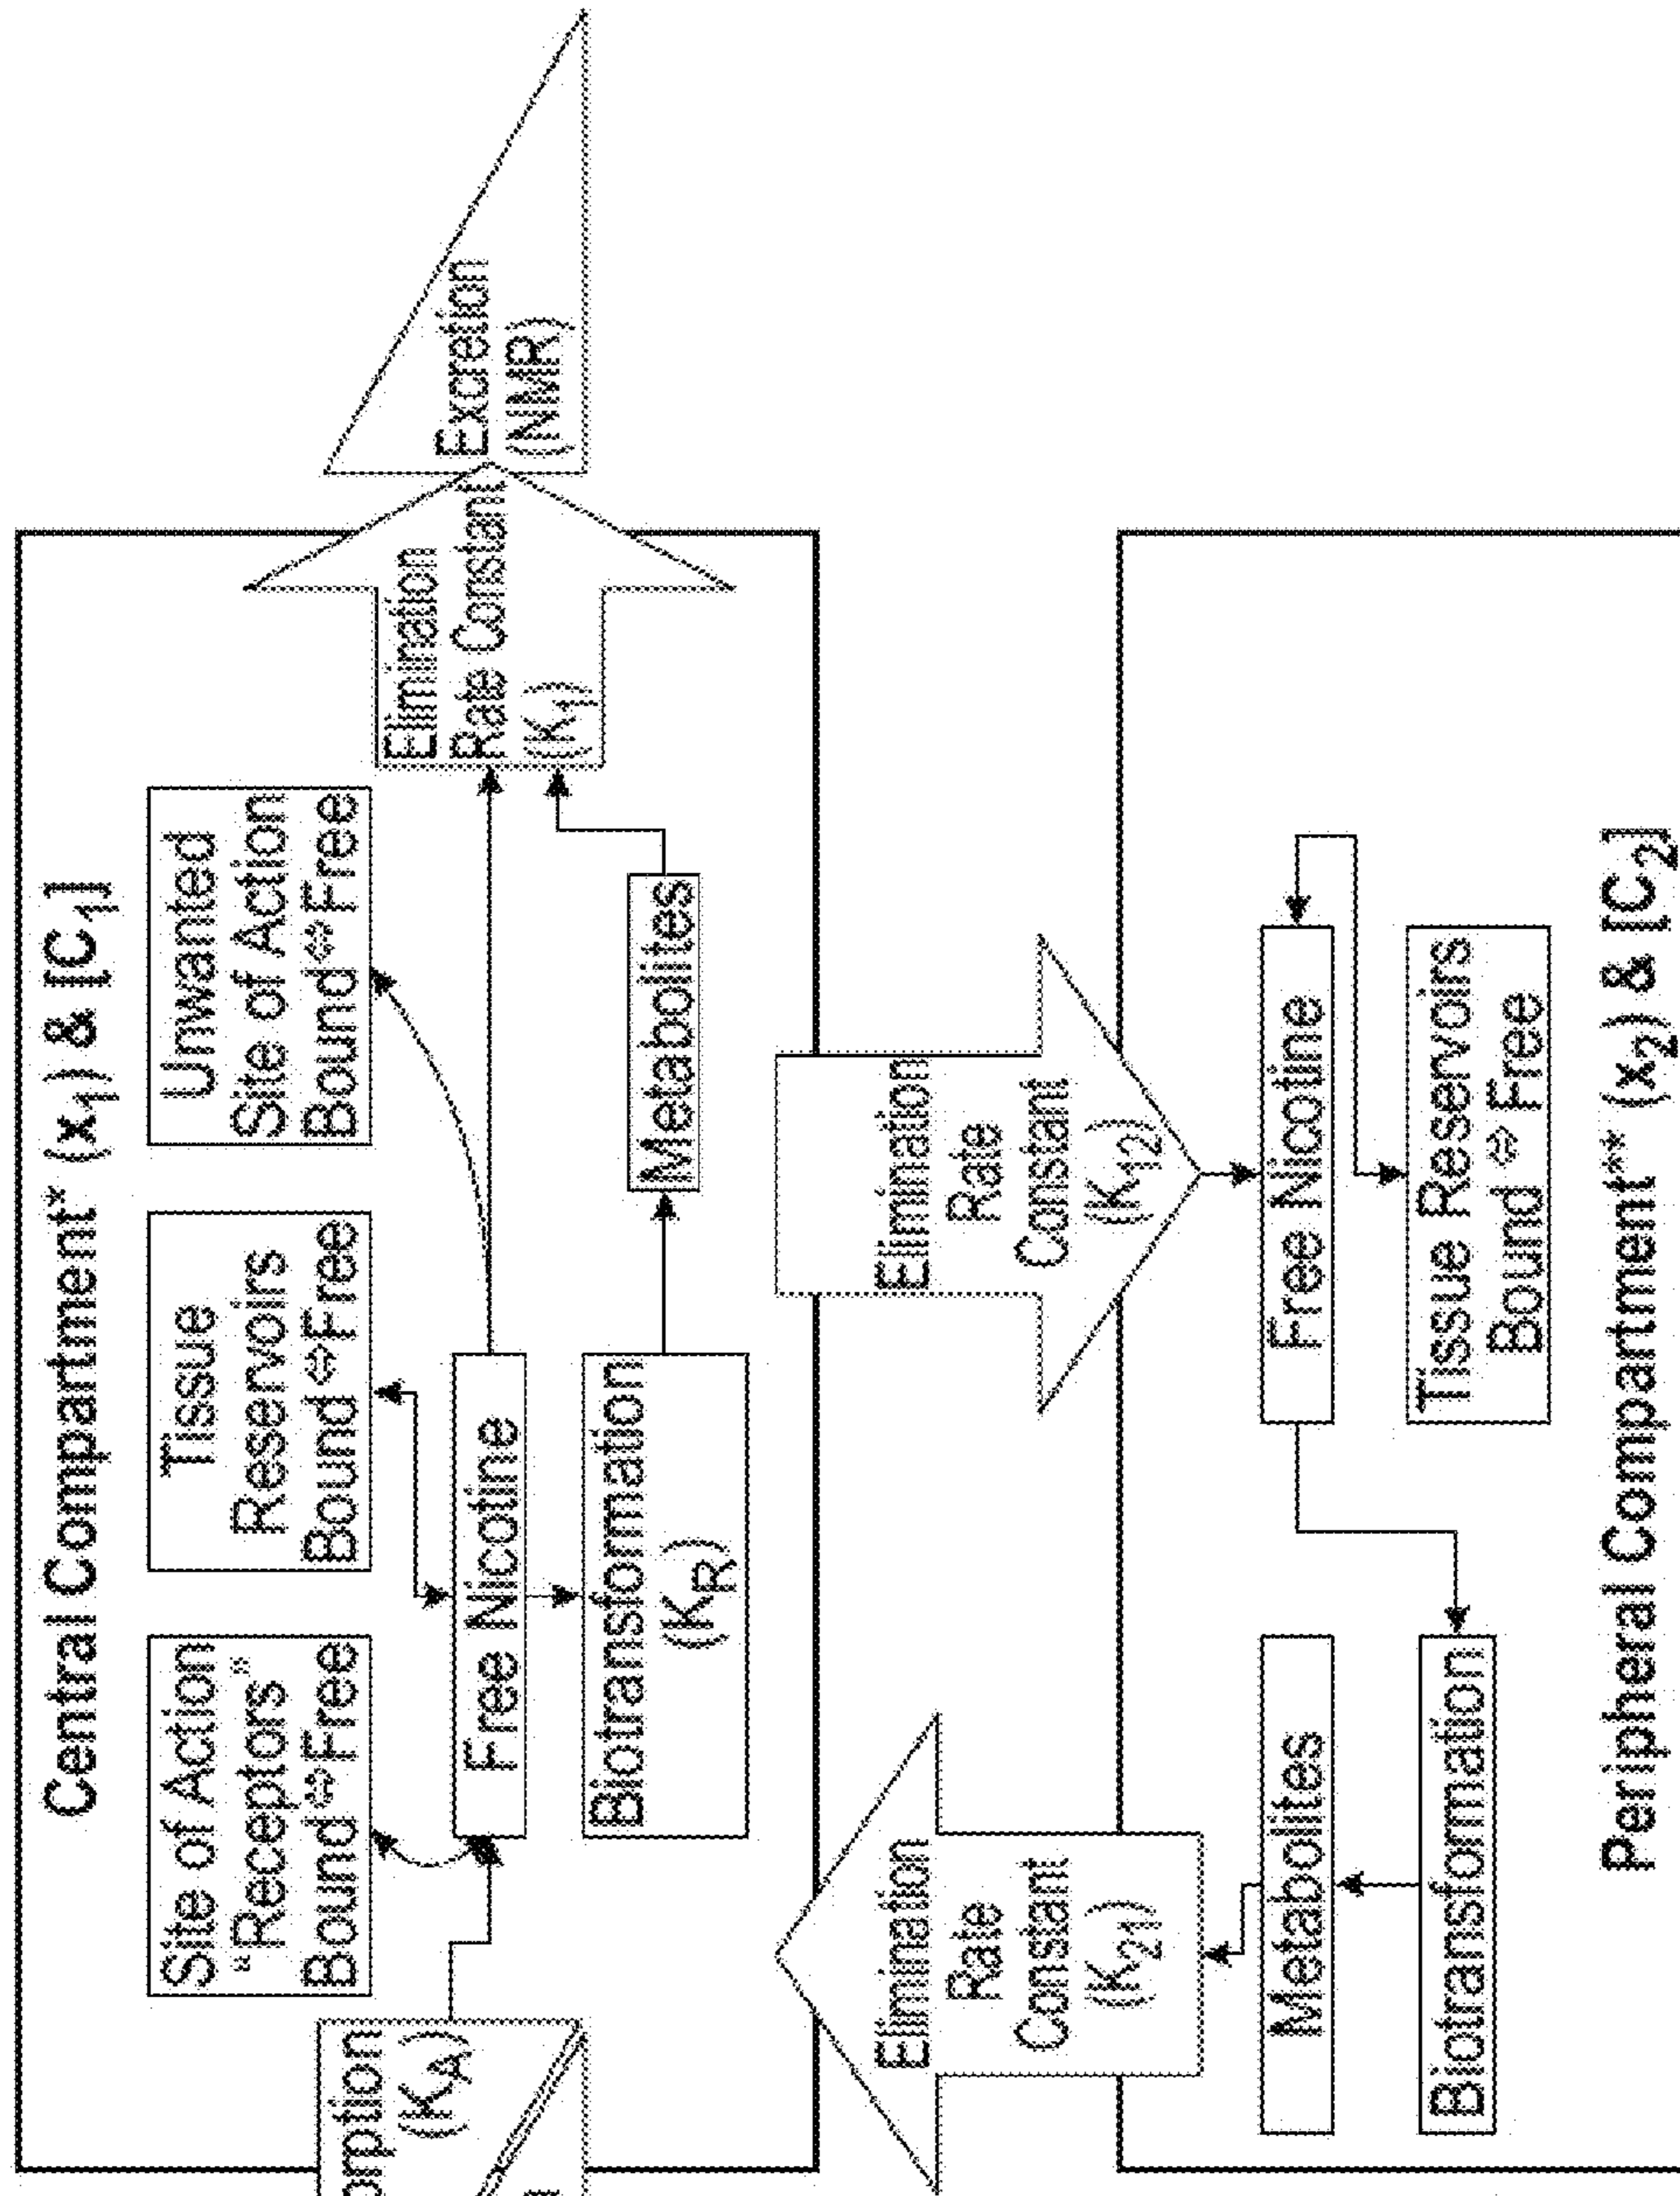 Central Compartment* (x₁) & [C₁]
Site of Action
“Receptors”
Bound⇔Free
Tissue
Reservoirs
Bound⇔Free
Unwanted
Site of Action
Bound⇔Free
(K_A)
Free Nicotine
Biotransformation
(K_R)
Metabolites
Elimination
Rate Constant
(K₁)
Excretion
(NMR)
Elimination
Rate
Constant
(K₂₁)
Elimination
Rate
Constant
(K₁₂)
Metabolites
Biotransformation
Free Nicotine
Tissue Reservoirs
Bound ⇔ Free
Peripheral Compartment** (x₂) & [C₂]